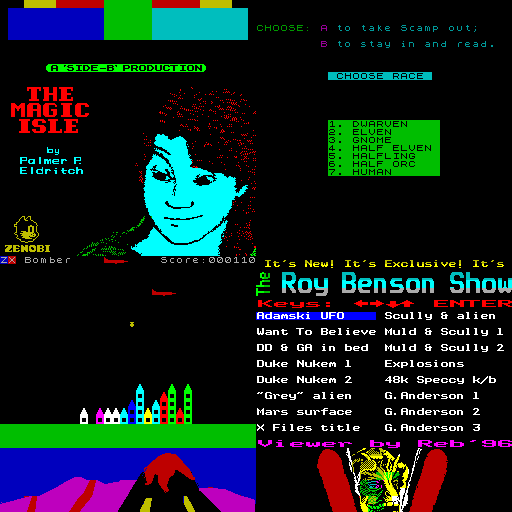 A 'SIDE-B' PRODUCTION
THE
MAGIC
ISLE
by
Palmer P.
Eldritch
ZENOBI
CHOOSE: A to take Scamp out;
B to stay in and read.
CHOOSE RACE
1. DWARVEN
2. ELVEN
3. GNOME
4. HALF ELVEN
5. HALFLING
6. HALF ORC
7. HUMAN
ZX Bomber Score:000110
It's New! It's Exclusive! It's
The Roy Benson Show
Keys: ←→↓↑ ENTER
Adamski UFO Scully & alien
Want To Believe Muld & Scully 1
DD & GA in bed Muld & Scully 2
Duke Nukem 1 Explosions
Duke Nukem 2 48k Speccy k/b
"Grey" alien G.Anderson 1
Mars surface G.Anderson 2
X Files title G.Anderson 3
Viewer by Reb '96